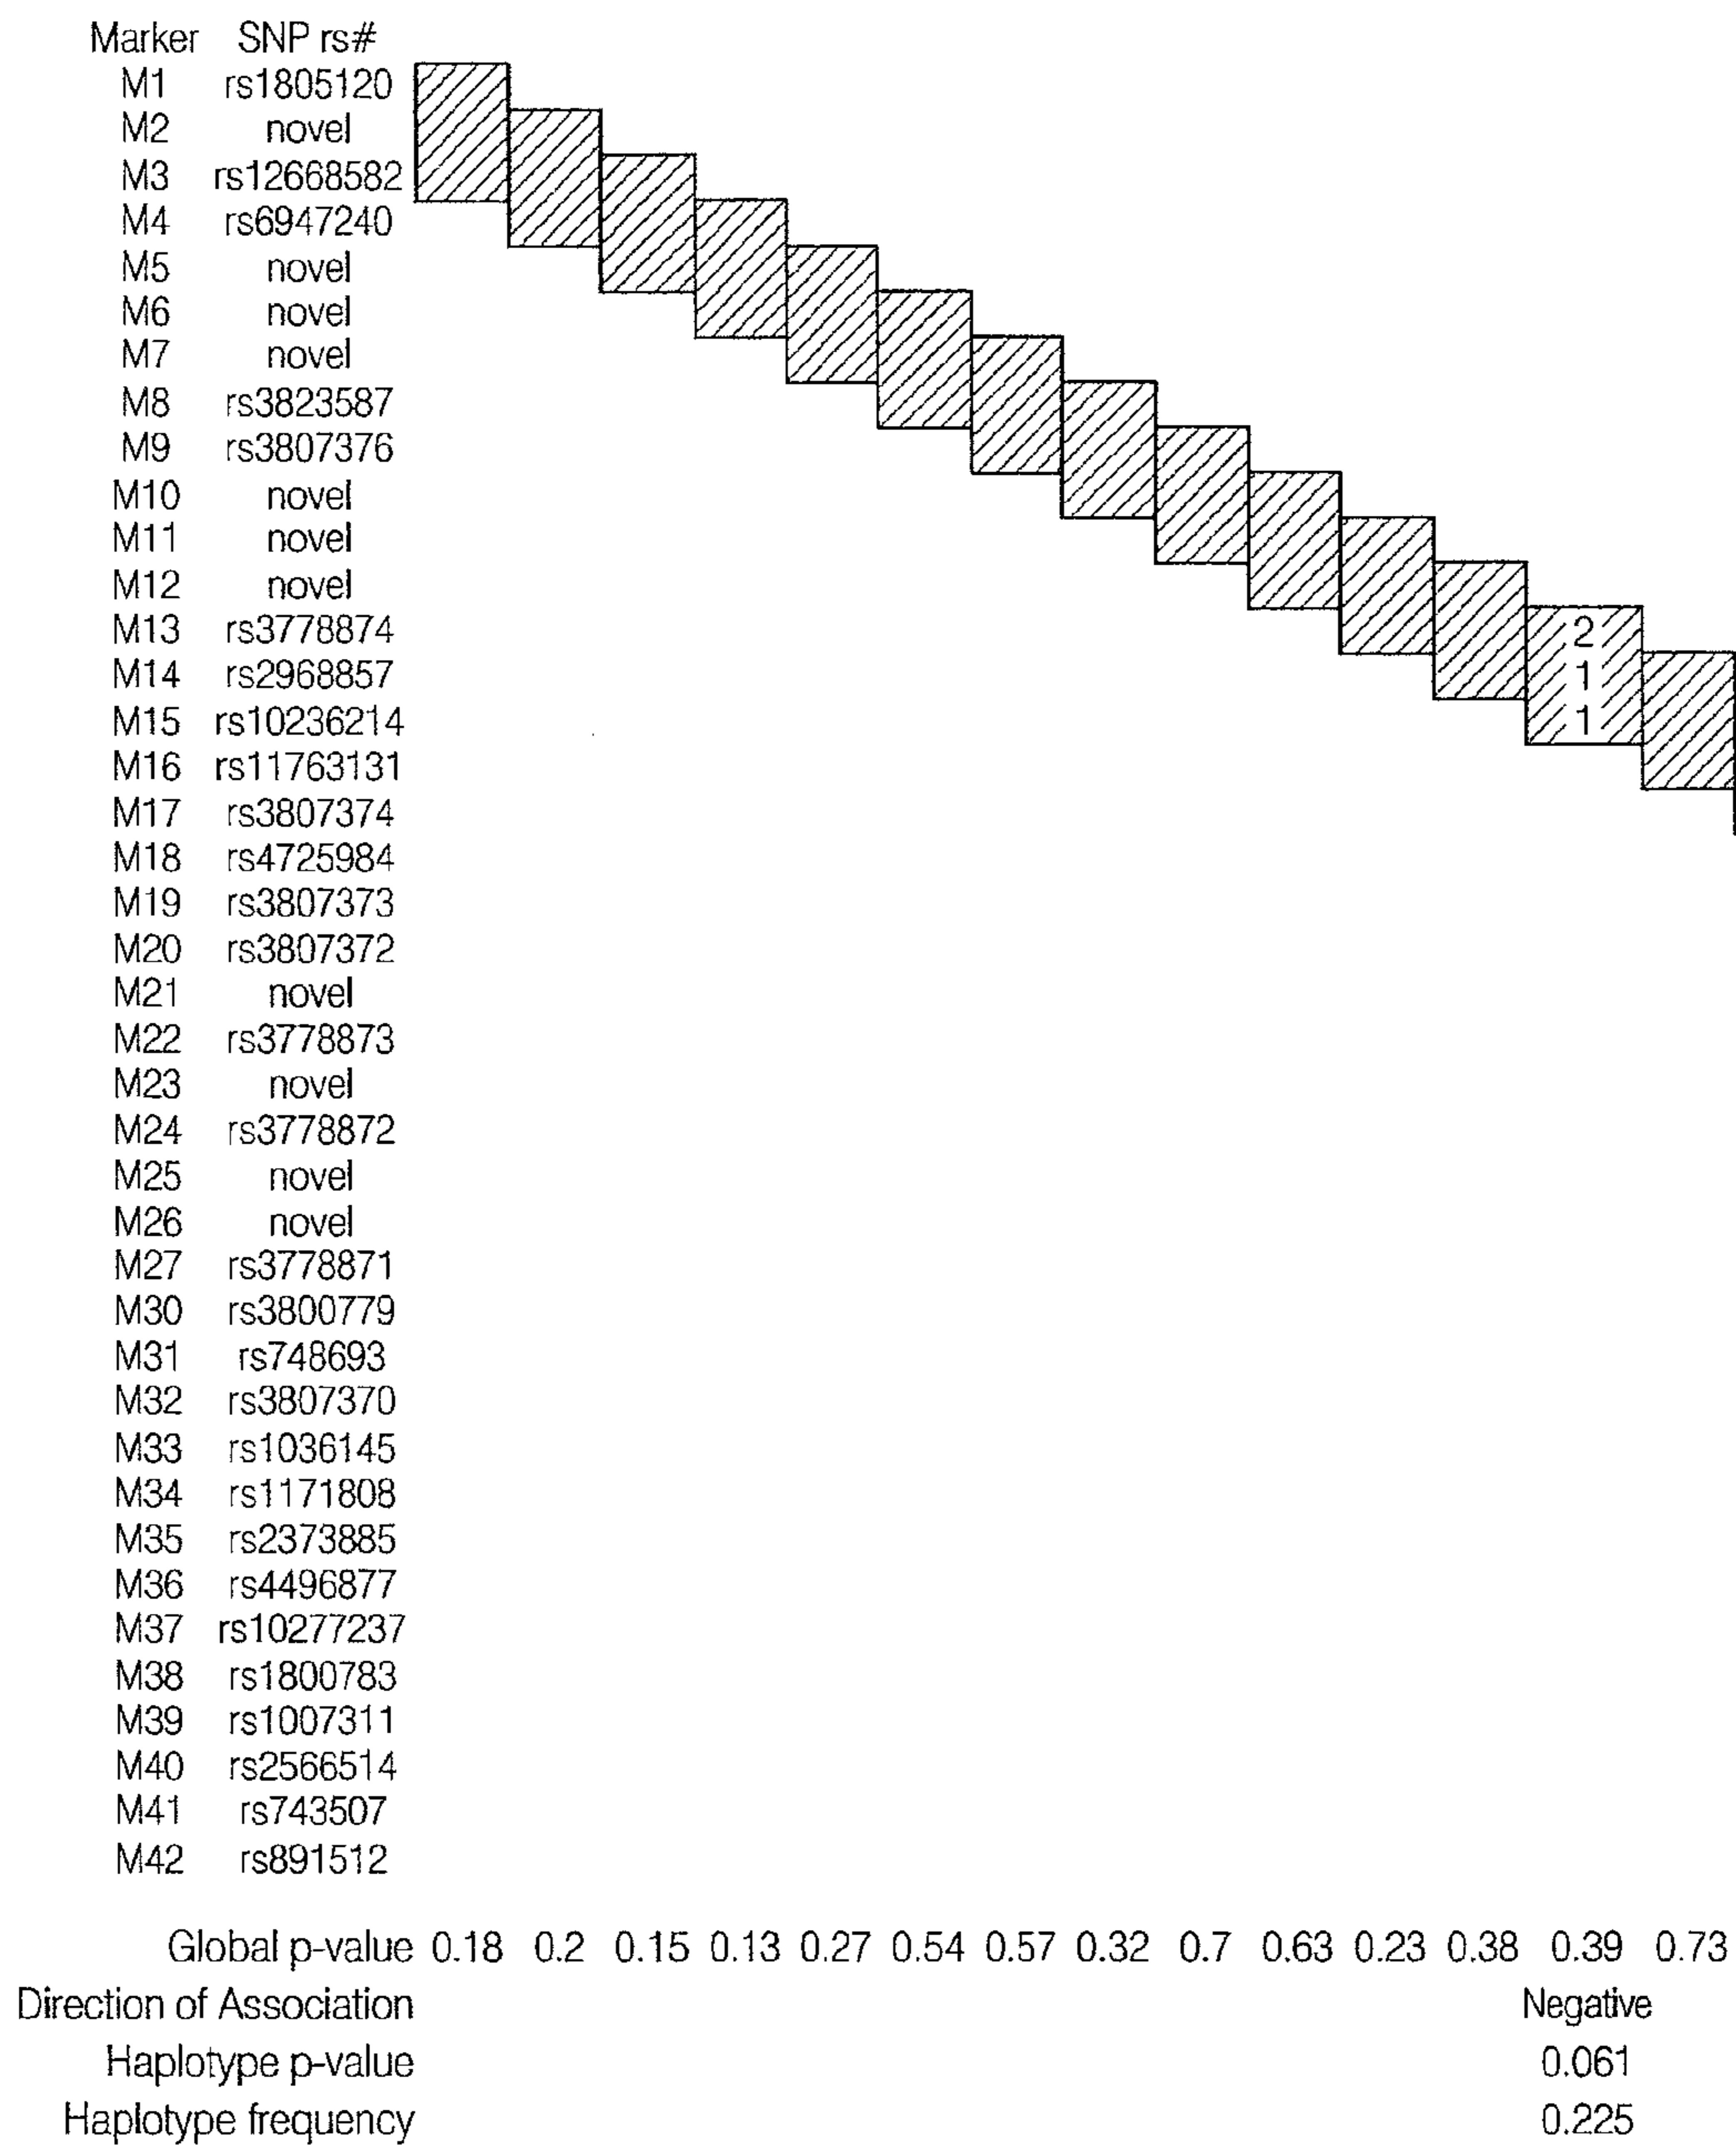 Marker SNP rs#
M1 rs1805120
M2 novel
M3 rs12668582
M4 rs6947240
M5 novel
M6 novel
M7 novel
M8 rs3823587
M9 rs3807376
M10 novel
M11 novel
M12 novel
M13 rs3778874 2
M14 rs2968857 1
M15 rs10236214 1
M16 rs11763131
M17 rs3807374
M18 rs4725984
M19 rs3807373
M20 rs3807372
M21 novel
M22 rs3778873
M23 novel
M24 rs3778872
M25 novel
M26 novel
M27 rs3778871
M30 rs3800779
M31 rs748693
M32 rs3807370
M33 rs1036145
M34 rs1171808
M35 rs2373885
M36 rs4496877
M37 rs10277237
M38 rs1800783
M39 rs1007311
M40 rs2566514
M41 rs743507
M42 rs891512
Global p-value 0.18 0.2 0.15 0.13 0.27 0.54 0.57 0.32 0.7 0.63 0.23 0.38 0.39 0.73
Direction of Association Negative
Haplotype p-value 0.061
Haplotype frequency 0.225